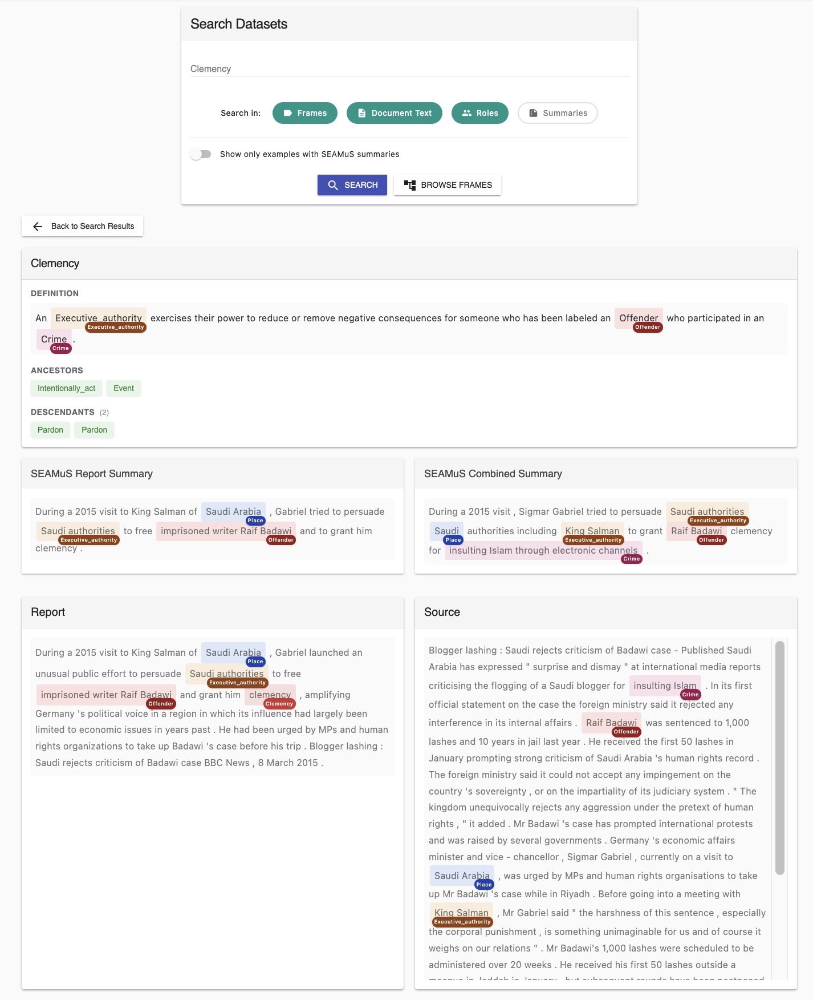 Search Datasets
Clemency
Search in: Frames Document Text Roles Summaries
Show only examples with SEAMuS summaries
SEARCH BROWSE FRAMES
Back to Search Results
Clemency
DEFINITION
An Executive_authority exercises their power to reduce or remove negative consequences for someone who has been labeled an Offender who participated in an
Executive_authority Offender
Crime .
Crime
ANCESTORS
Intentionally_act Event
DESCENDANTS (2)
Pardon Pardon
SEAMuS Report Summary
During a 2015 visit to King Salman of Saudi Arabia , Gabriel tried to persuade
Place
Saudi authorities to free imprisoned writer Raif Badawi and to grant him
Executive_authority Offender
clemency .
SEAMuS Combined Summary
During a 2015 visit , Sigmar Gabriel tried to persuade Saudi authorities
Executive_authority
Saudi authorities including King Salman to grant Raif Badawi clemency
Place Executive_authority Offender
for insulting Islam through electronic channels .
Crime
Report
During a 2015 visit to King Salman of Saudi Arabia , Gabriel launched an
Place
unusual public effort to persuade Saudi authorities to free
Executive_authority
imprisoned writer Raif Badawi and grant him clemency , amplifying
Offender Clemency
Germany 's political voice in a region in which its influence had largely been
limited to economic issues in years past . He had been urged by MPs and human
rights organizations to take up Badawi 's case before his trip . Blogger lashing :
Saudi rejects criticism of Badawi case BBC News , 8 March 2015 .
Source
Blogger lashing : Saudi rejects criticism of Badawi case - Published Saudi
Arabia has expressed " surprise and dismay " at international media reports
criticising the flogging of a Saudi blogger for insulting Islam . In its first
Crime
official statement on the case the foreign ministry said it rejected any
interference in its internal affairs . Raif Badawi was sentenced to 1,000
Offender
lashes and 10 years in jail last year . He received the first 50 lashes in
January prompting strong criticism of Saudi Arabia 's human rights record .
The foreign ministry said it could not accept any impingement on the
country 's sovereignty , or on the impartiality of its judiciary system . " The
kingdom unequivocally rejects any aggression under the pretext of human
rights , " it added . Mr Badawi 's case has prompted international protests
and was raised by several governments . Germany 's economic affairs
minister and vice - chancellor , Sigmar Gabriel , currently on a visit to
Saudi Arabia , was urged by MPs and human rights organisations to take
Place
up Mr Badawi 's case while in Riyadh . Before going into a meeting with
King Salman , Mr Gabriel said " the harshness of this sentence , especially
Executive_authority
the corporal punishment , is something unimaginable for us and of course it
weighs on our relations " . Mr Badawi's 1,000 lashes were scheduled to be
administered over 20 weeks . He received his first 50 lashes outside a
mosque in Jeddah in January , but subsequent rounds have been postponed